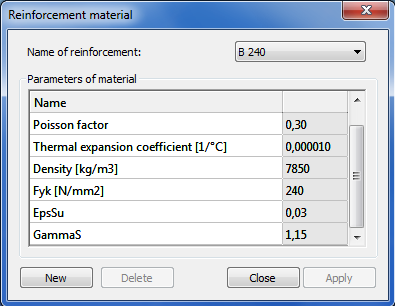 Reinforcement material
Name of reinforcement: B 240
Parameters of material
Name
Poisson factor 0,30
Thermal expansion coefficient [1/°C] 0,000010
Density [kg/m3] 7850
Fyk [N/mm2] 240
EpsSu 0,03
GammaS 1,15
New Delete Close Apply